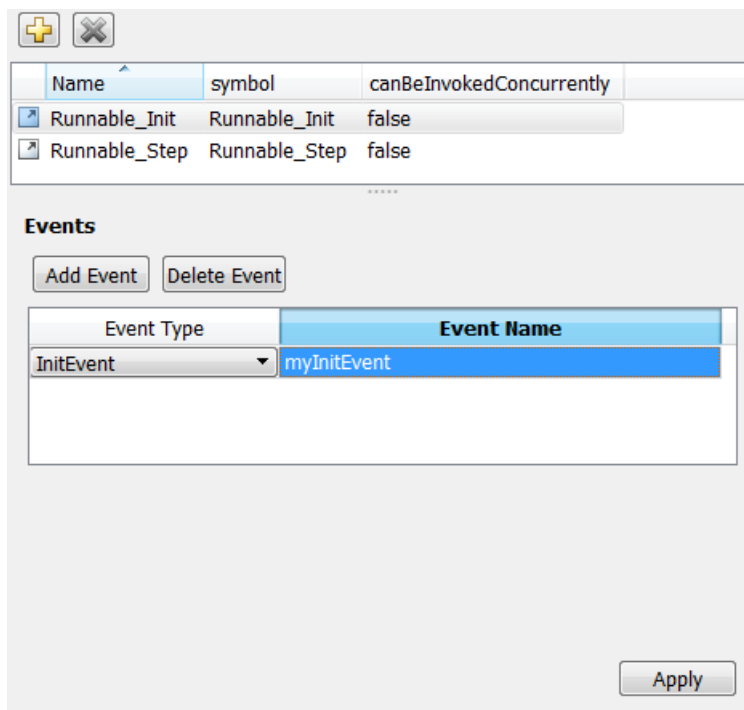 Name symbol canBeInvokedConcurrently
Runnable_Init Runnable_Init false
Runnable_Step Runnable_Step false
Events
Add Event Delete Event
Event Type Event Name
InitEvent myInitEvent
Apply